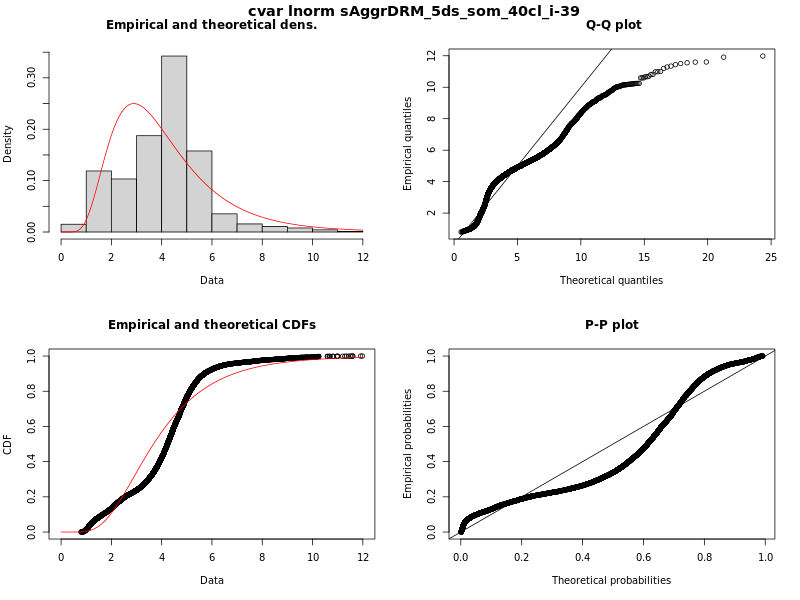 cvar lnorm sAggrDRM_5ds_som_40cl_i-39
Empirical and theoretical dens.
Density
0.00
0.10
0.20
0.30
0 2 4 6 8 10 12
Data
Q-Q plot
Empirical quantiles
2
4
6
8
10
12
0 5 10 15 20 25
Theoretical quantiles
Empirical and theoretical CDFs
CDF
0.0
0.2
0.4
0.6
0.8
1.0
0 2 4 6 8 10 12
Data
P-P plot
Empirical probabilities
0.0
0.2
0.4
0.6
0.8
1.0
0.0 0.2 0.4 0.6 0.8 1.0
Theoretical probabilities